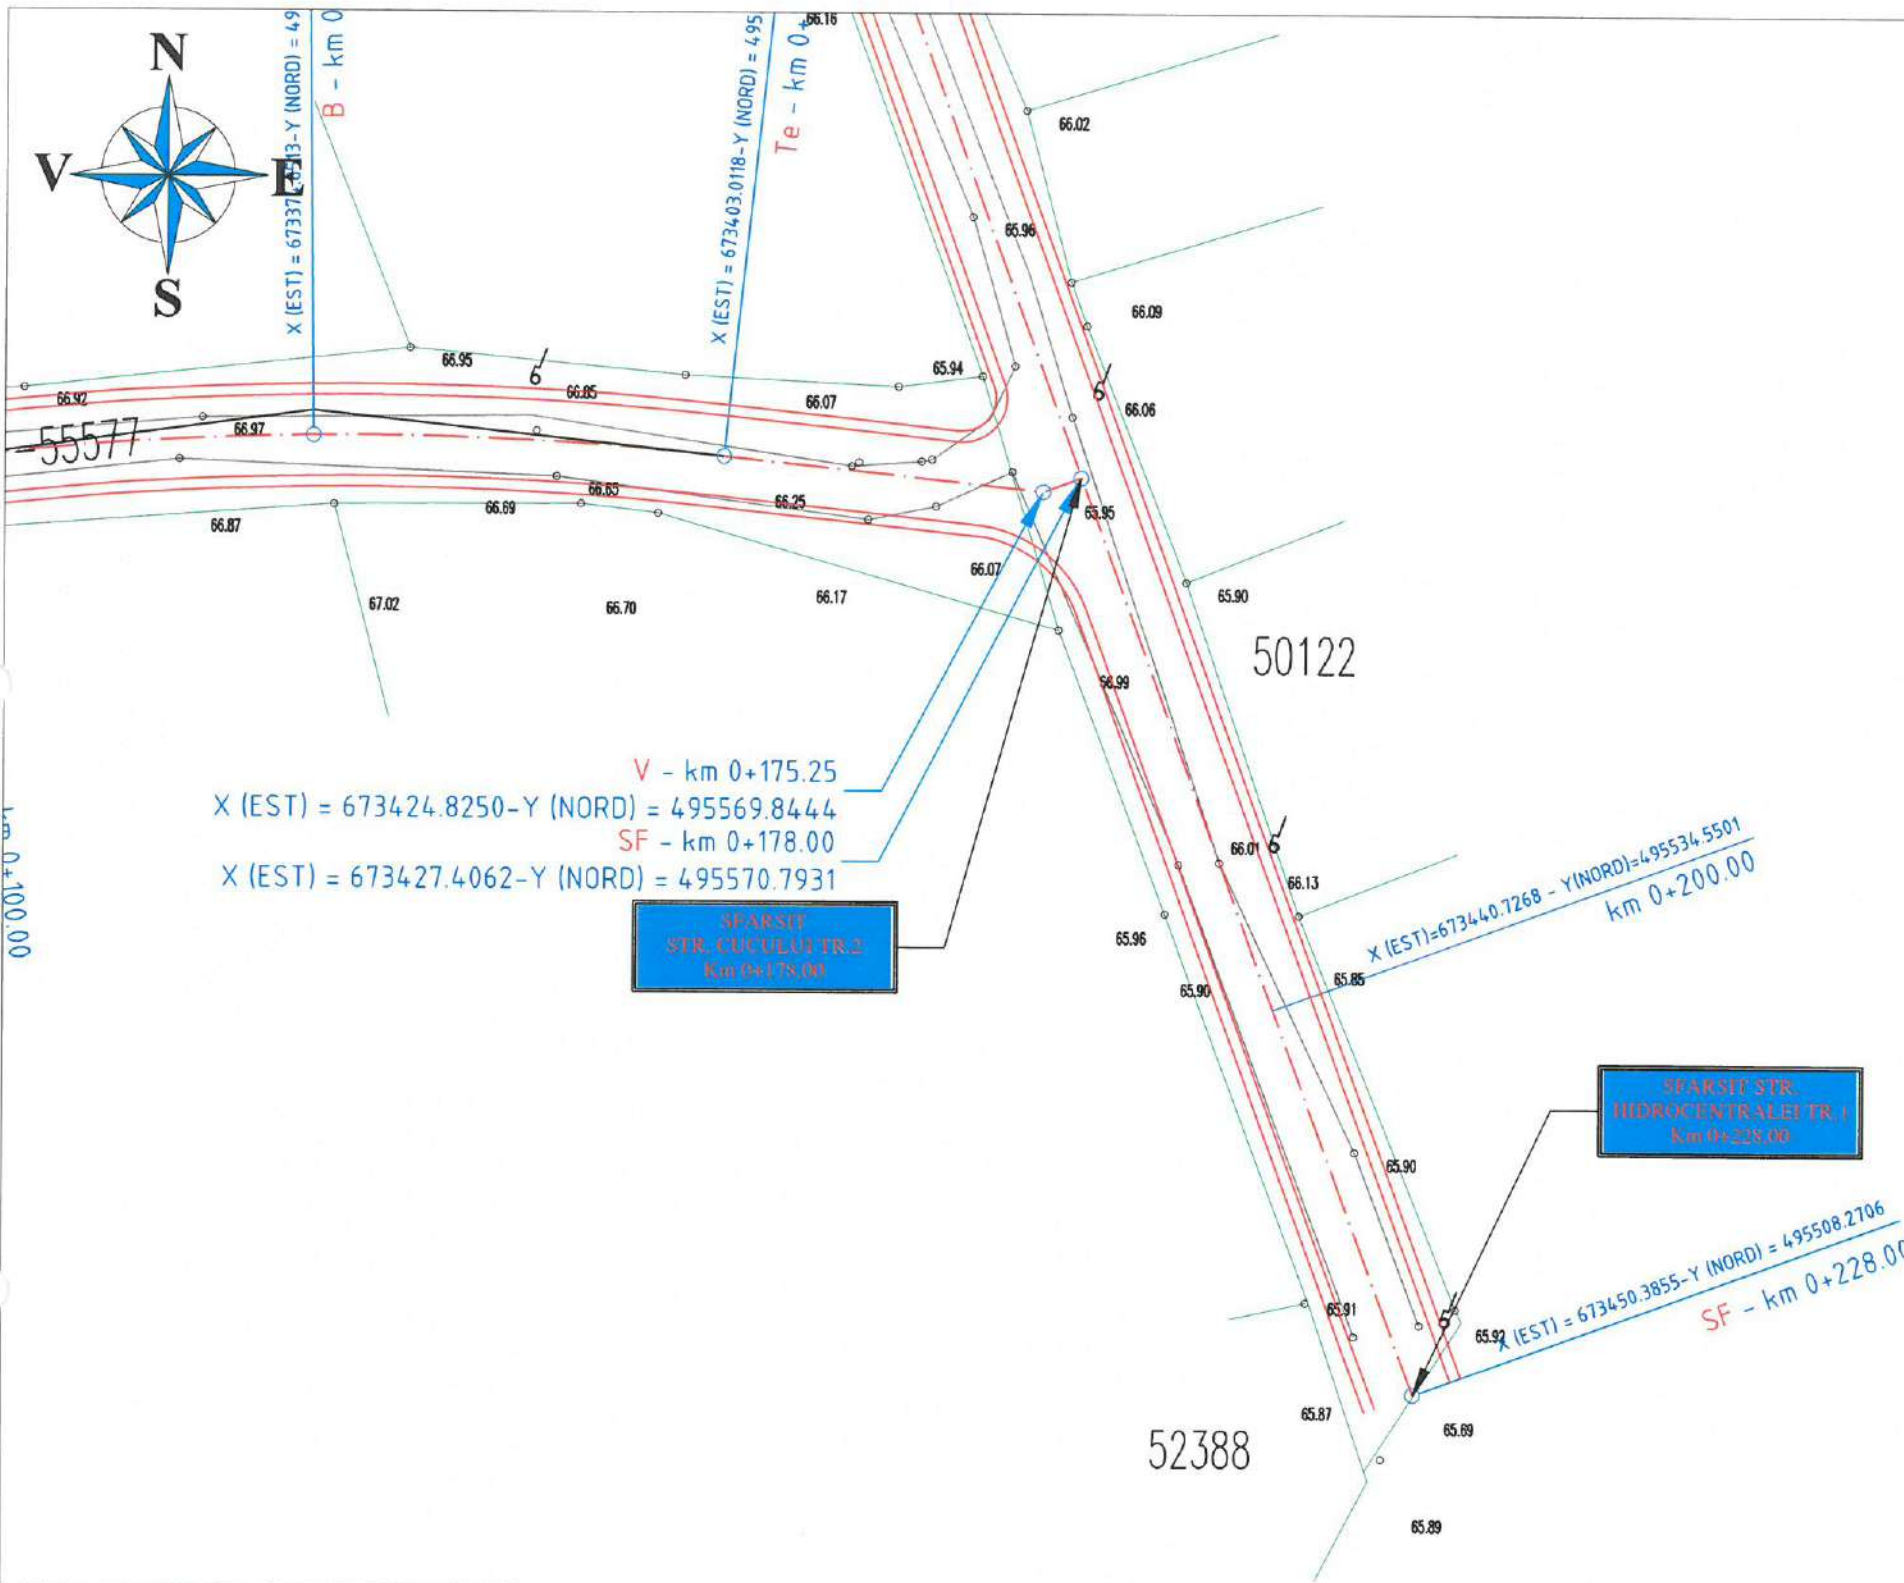 N
V
E
S
B - km 0
Te - km 0+
X (EST) = 673403.0118-Y (NORD) = 495
66.16
66.02
65.96
66.09
66.95
6
66.85
65.94
66.92
66.07
6
66.06
66.97
-55577
66.65
66.25
65.95
66.87
66.69
66.07
67.02
66.70
66.17
65.90
50122
66.99
V - km 0+175.25
X (EST) = 673424.8250-Y (NORD) = 495569.8444
SF - km 0+178.00
X (EST) = 673427.4062-Y (NORD) = 495570.7931
km 0+100.00
SFARSIT
STR. CUCULUI TR.2
Km 0+178.00
66.01
6
66.13
X (EST)=673440.7268 - Y(NORD)=495534.5501
km 0+200.00
65.96
65.90
65.85
SFARSIT STR.
HIDROCENTRALEI TR.1
Km 0+228.00
65.90
65.91
6
65.92
X (EST) = 673450.3855-Y (NORD) = 495508.2706
SF - km 0+228.00
65.87
65.69
52388
65.89